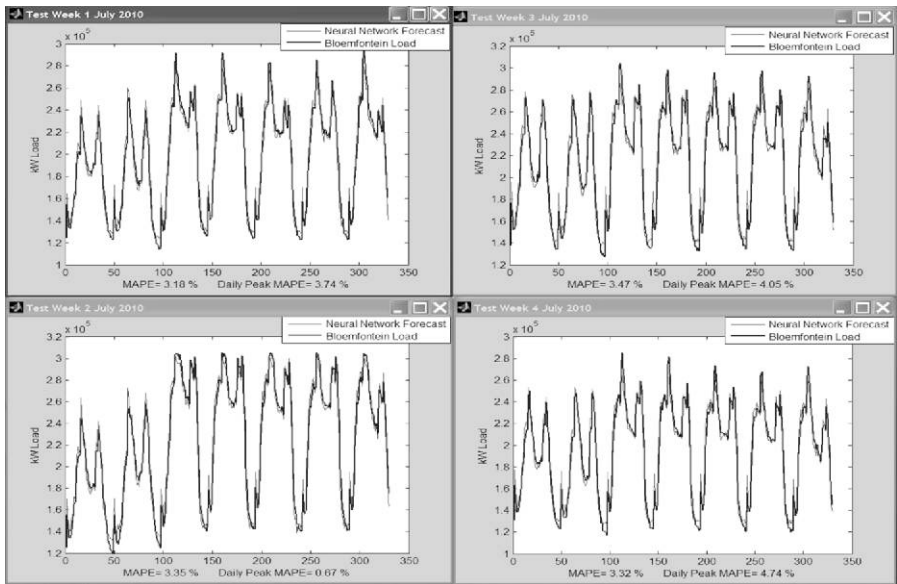 Test Week 1 July 2010
Neural Network Forecast
Bloemfontein Load
x 10⁵
3
2.8
2.6
2.4
2.2
2
1.8
1.6
1.4
1.2
kW Load
0 50 100 150 200 250 300 350
MAPE= 3.18 % Daily Peak MAPE= 3.74 %
Test Week 3 July 2010
Neural Network Forecast
Bloemfontein Load
x 10⁵
3.2
3
2.8
2.6
2.4
2.2
2
1.8
1.6
1.4
1.2
kW Load
0 50 100 150 200 250 300 350
MAPE= 3.47 % Daily Peak MAPE= 4.05 %
Test Week 2 July 2010
Neural Network Forecast
Bloemfontein Load
x 10⁵
3.2
3
2.8
2.6
2.4
2.2
2
1.8
1.6
1.4
1.2
kW Load
0 50 100 150 200 250 300 350
MAPE= 3.35 % Daily Peak MAPE= 0.67 %
Test Week 4 July 2010
Neural Network Forecast
Bloemfontein Load
x 10⁵
3
2.8
2.6
2.4
2.2
2
1.8
1.6
1.4
1.2
1
kW Load
0 50 100 150 200 250 300 350
MAPE= 3.32 % Daily Peak MAPE= 4.74 %